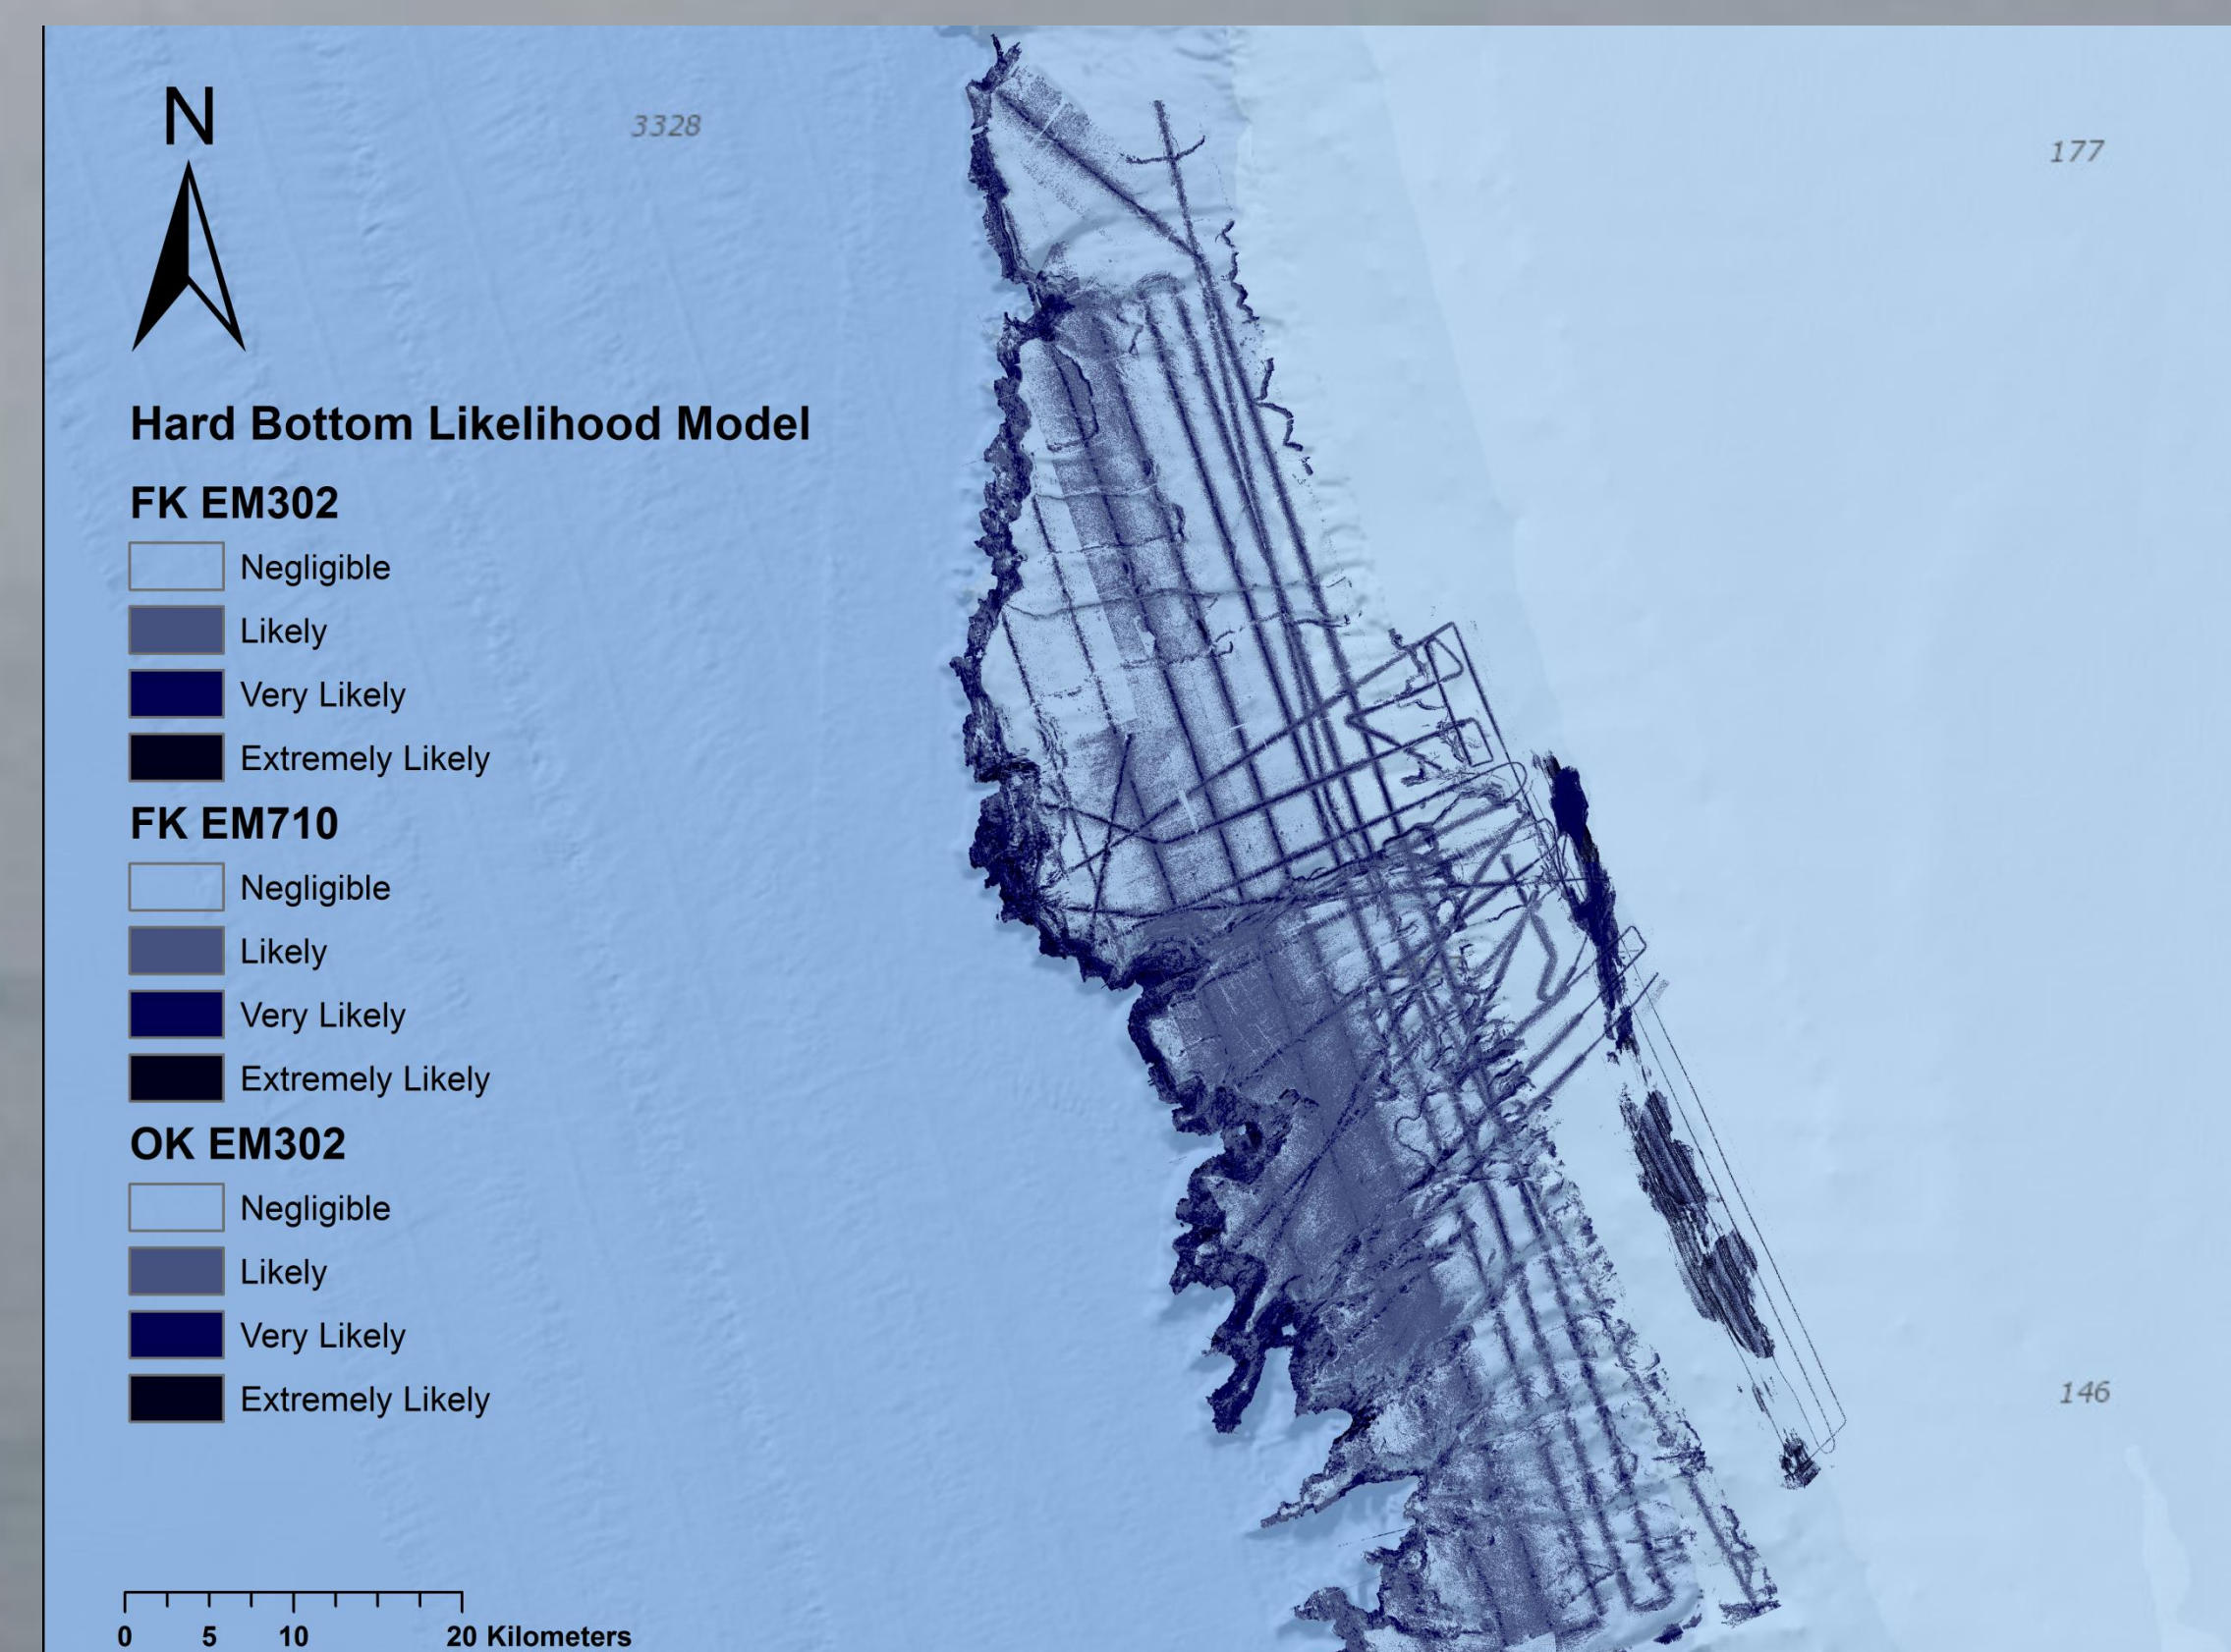 N
3328
177
Hard Bottom Likelihood Model
FK EM302
Negligible
Likely
Very Likely
Extremely Likely
FK EM710
Negligible
Likely
Very Likely
Extremely Likely
OK EM302
Negligible
Likely
Very Likely
Extremely Likely
146
0 5 10 20 Kilometers